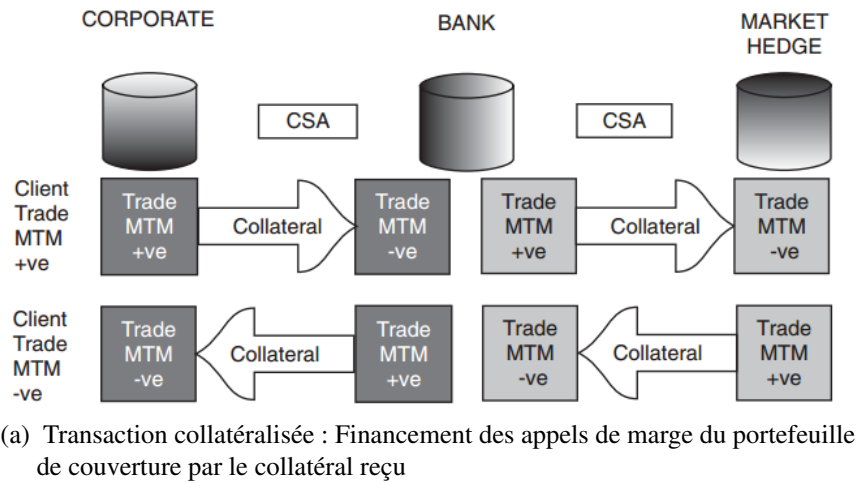 CORPORATE
BANK
MARKET
HEDGE
CSA
CSA
Client
Trade
MTM
+ve
Trade
MTM
+ve
Collateral
Trade
MTM
-ve
Trade
MTM
+ve
Collateral
Trade
MTM
-ve
Client
Trade
MTM
-ve
Trade
MTM
-ve
Collateral
Trade
MTM
+ve
Trade
MTM
-ve
Collateral
Trade
MTM
+ve
(a) Transaction collatéralisée : Financement des appels de marge du portefeuille
de couverture par le collatéral reçu